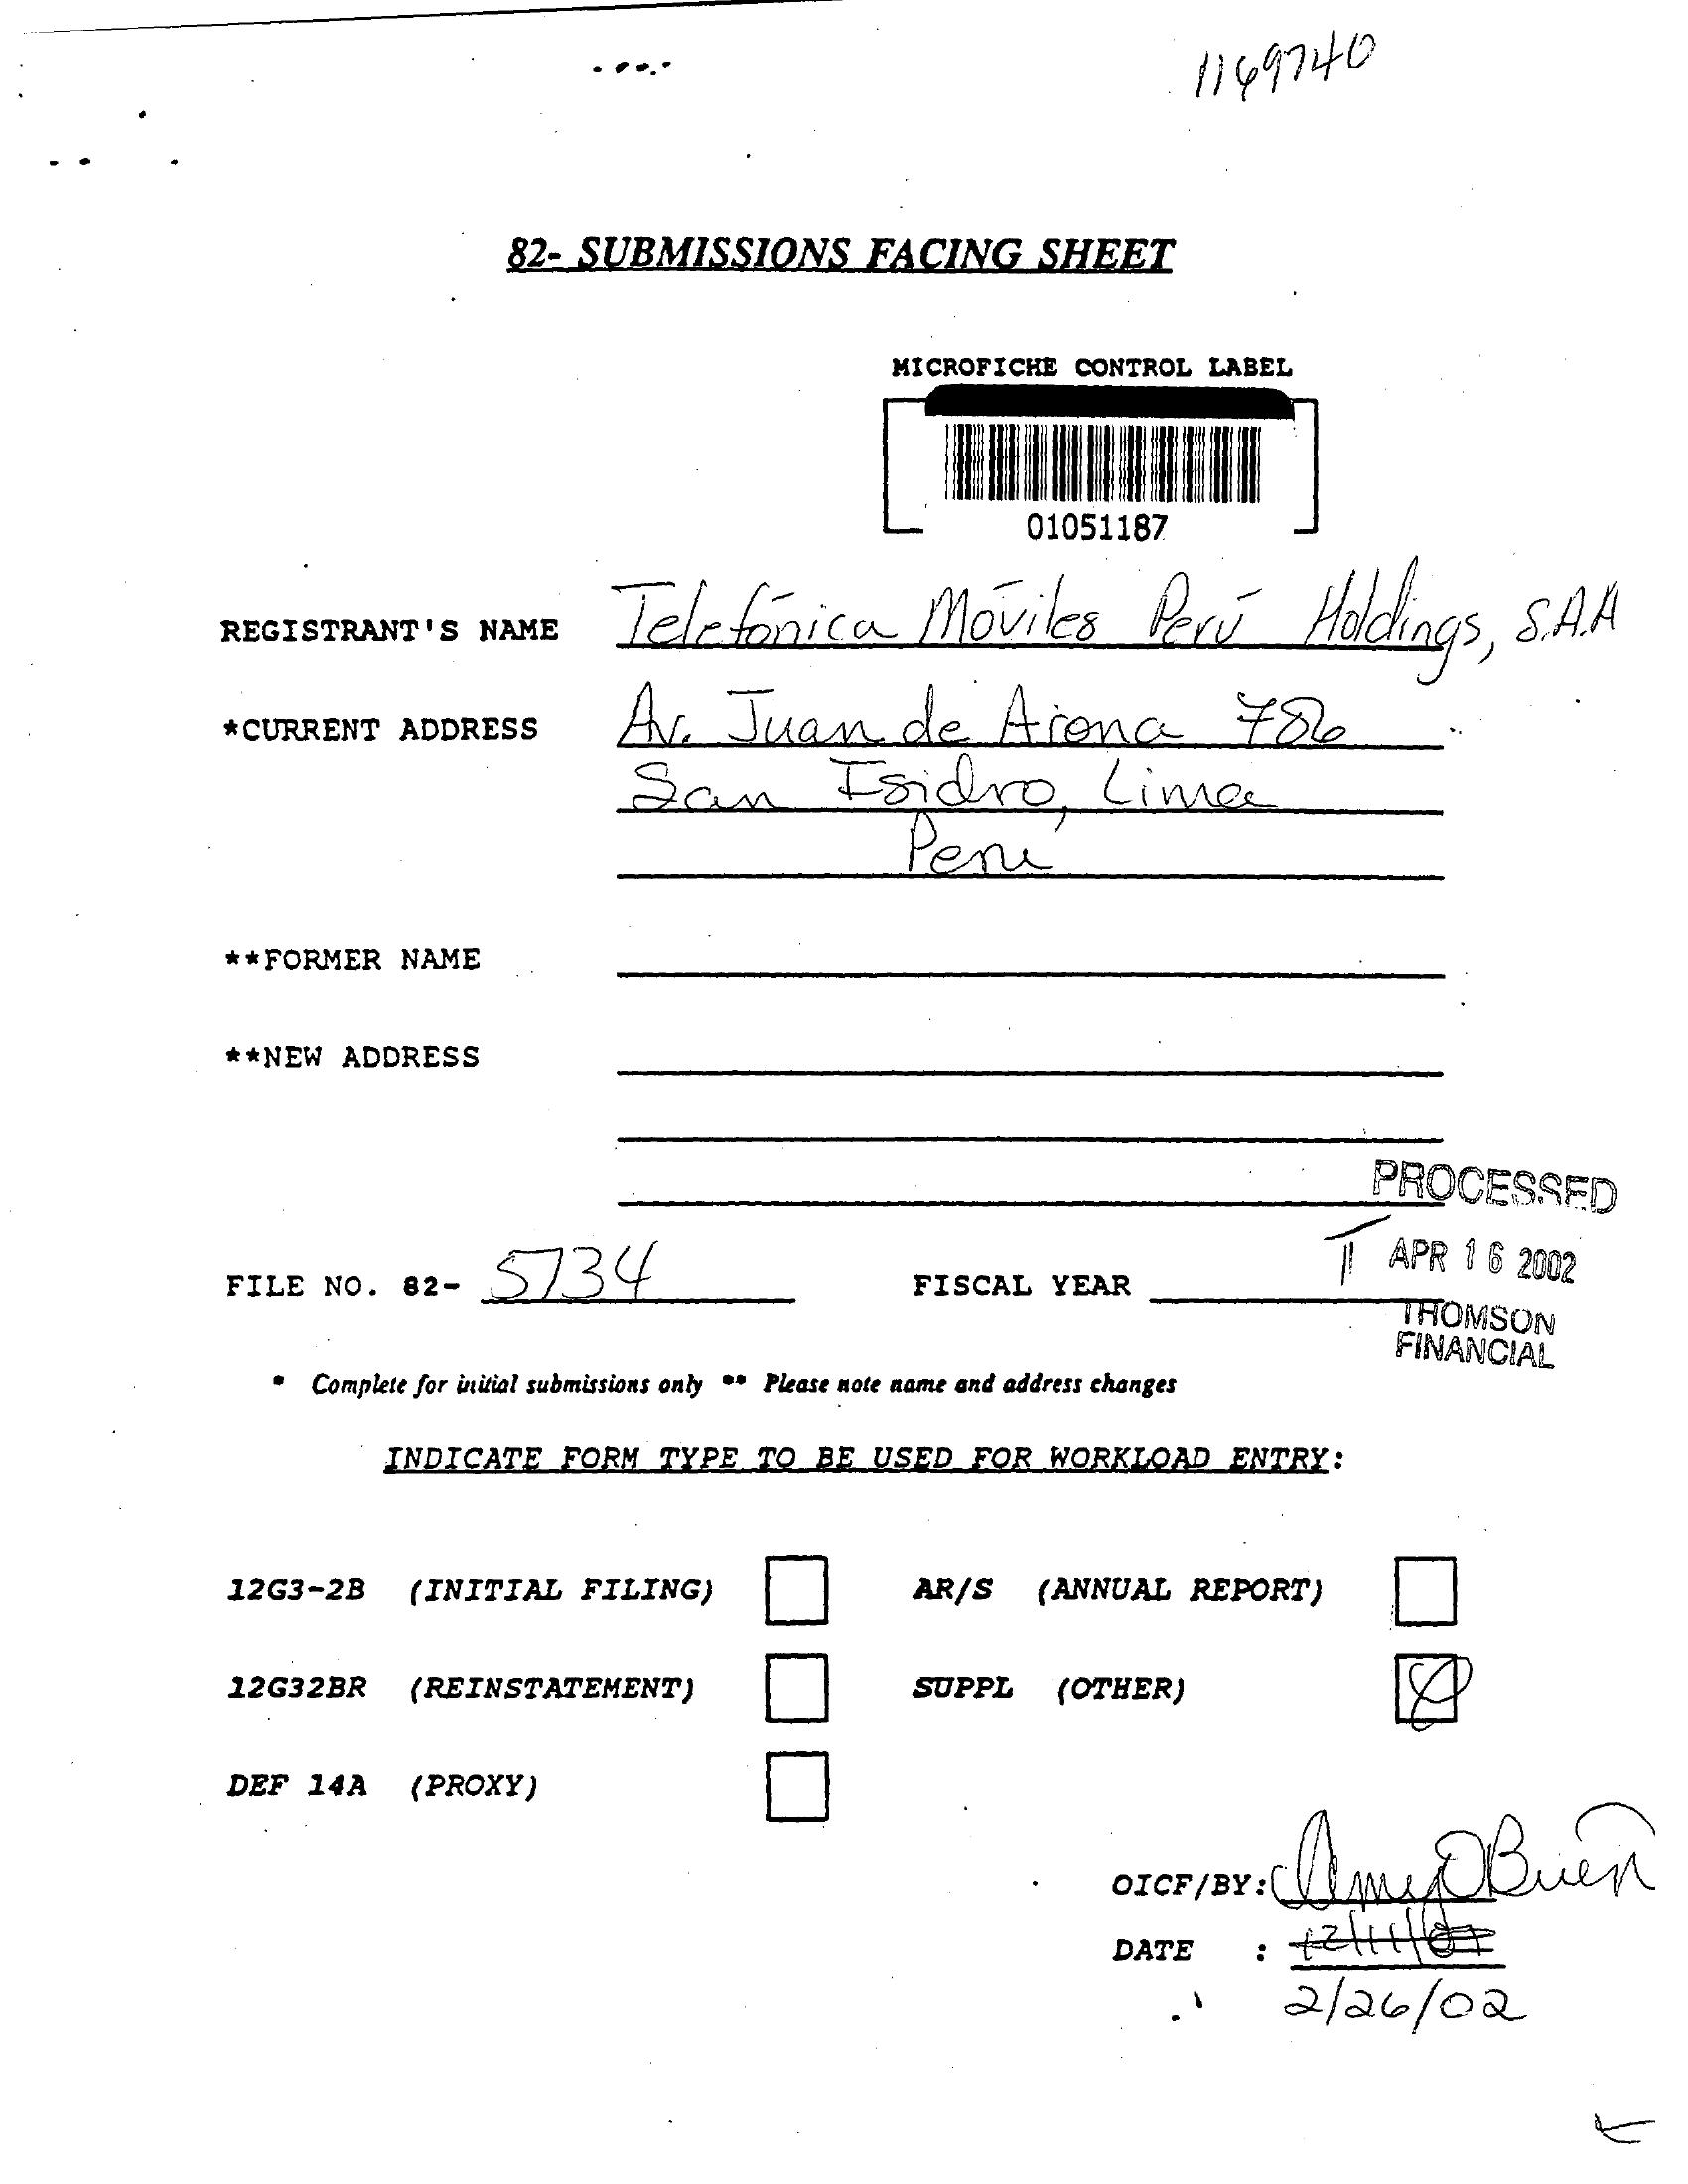 1169740
82- SUBMISSIONS FACING SHEET
MICROFICHE CONTROL LABEL
01051187
REGISTRANT'S NAME Telefónica Móviles Perú Holdings, S.A.A
*CURRENT ADDRESS Av. Juan de Arona 786
San Isidro, Lima
Perú
**FORMER NAME
**NEW ADDRESS
PROCESSED
APR 16 2002
FILE NO. 82- 5734 FISCAL YEAR
THOMSON
FINANCIAL
* Complete for initial submissions only ** Please note name and address changes
INDICATE FORM TYPE TO BE USED FOR WORKLOAD ENTRY:
12G3-2B (INITIAL FILING) AR/S (ANNUAL REPORT)
12G32BR (REINSTATEMENT) SUPPL (OTHER)
DEF 14A (PROXY)
OICF/BY: Amy O'Brien
DATE : 12/11/01
2/26/02